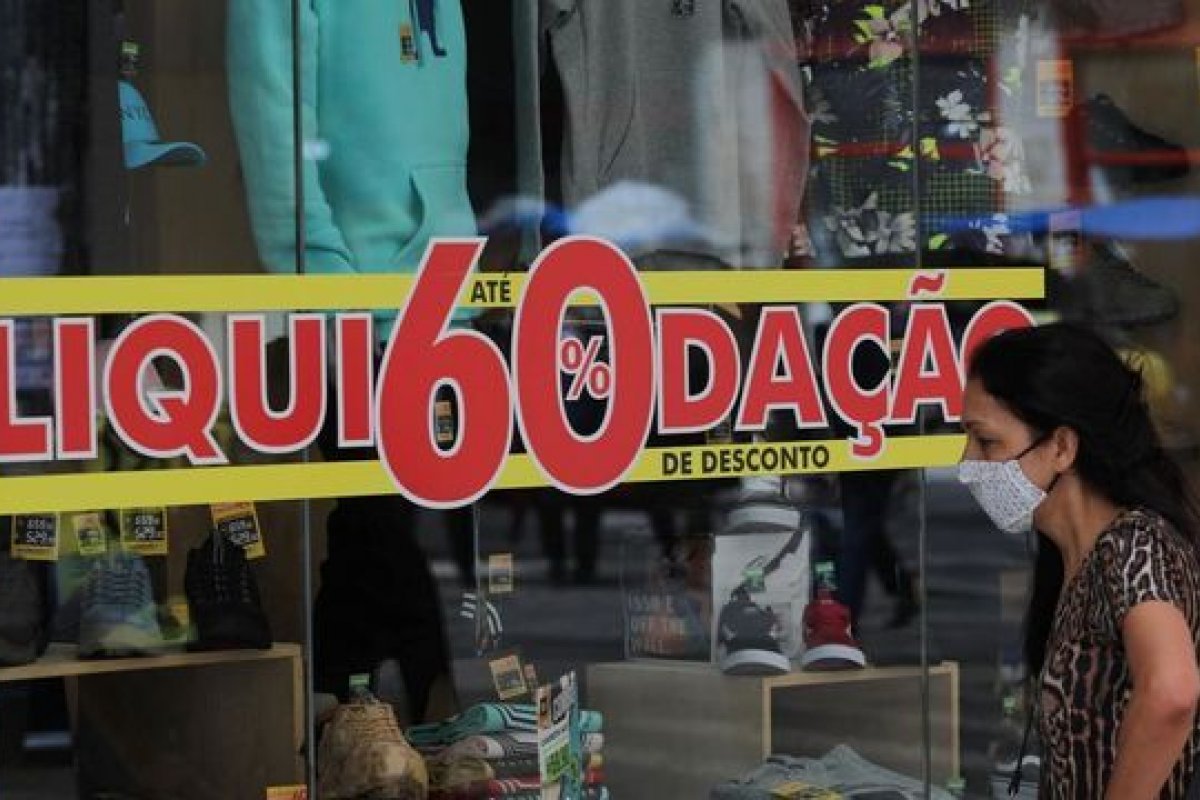 ATÉ
LIQUI60%DAÇÃO
DE DESCONTO